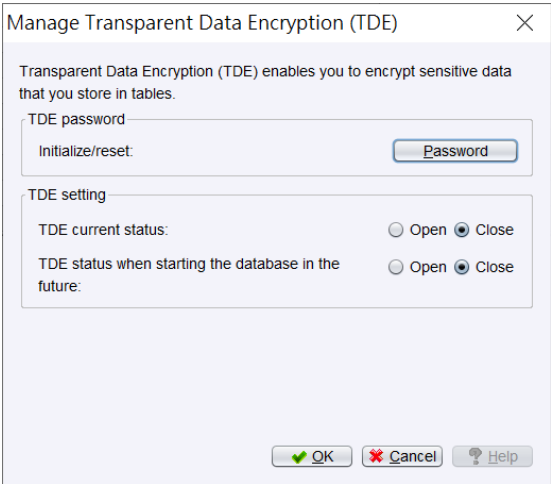 Manage Transparent Data Encryption (TDE)
Transparent Data Encryption (TDE) enables you to encrypt sensitive data
that you store in tables.
TDE password
Initialize/reset: Password
TDE setting
TDE current status: Open Close
TDE status when starting the database in the
future: Open Close
OK Cancel Help